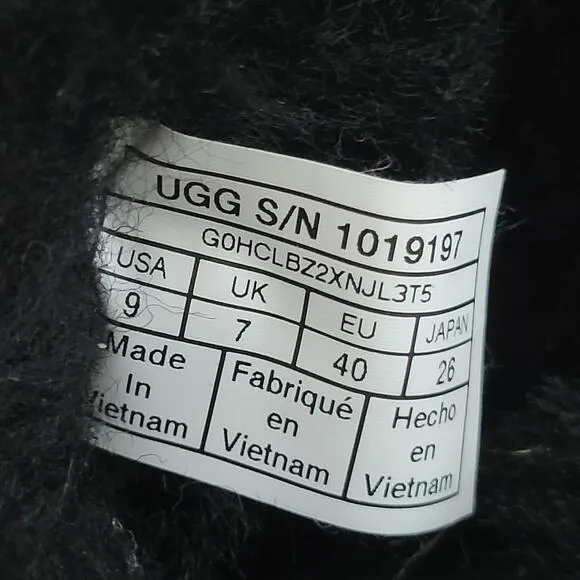 UGG S/N 1019197
G0HCLBZ2XNJL3T5
USA UK EU JAPAN
9 7 40 26
Made In Vietnam
Fabriqué en Vietnam
Hecho en Vietnam